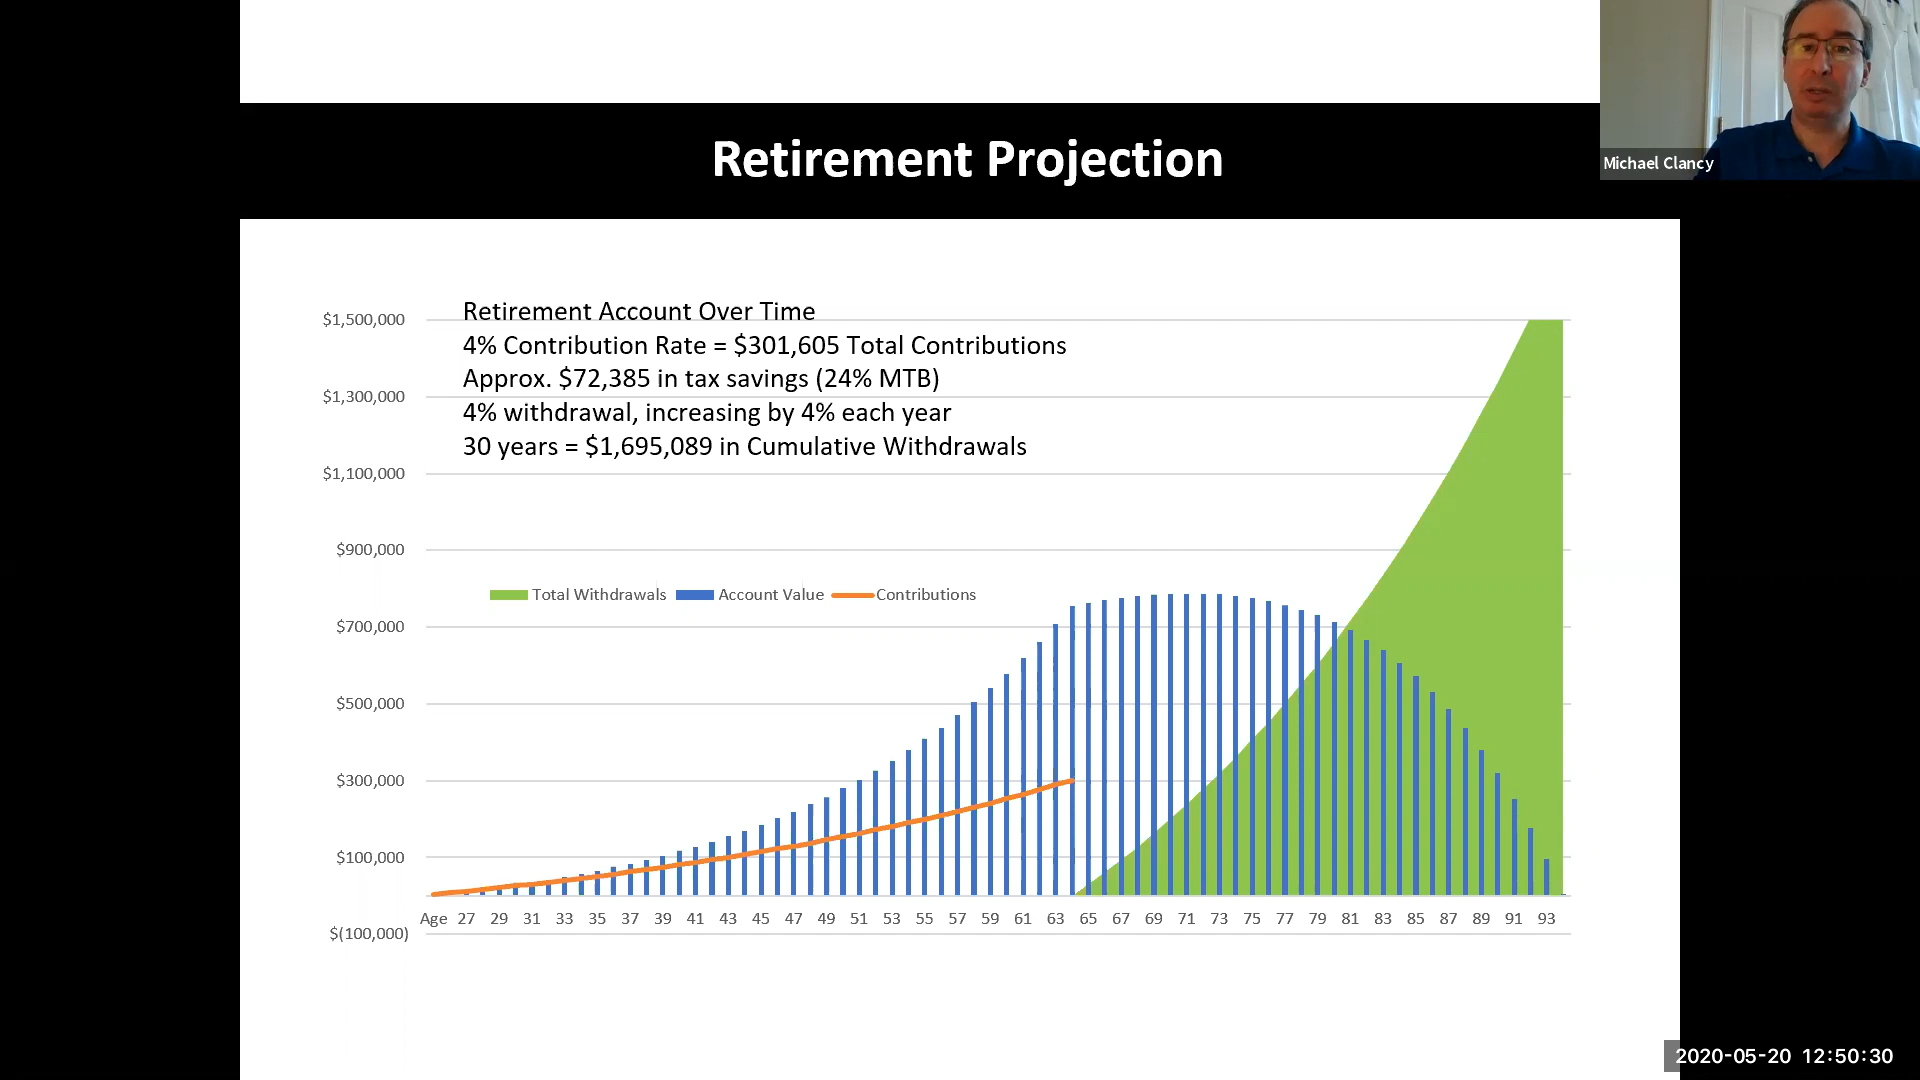 Retirement Projection
Michael Clancy
Retirement Account Over Time
4% Contribution Rate = $301,605 Total Contributions
Approx. $72,385 in tax savings (24% MTB)
4% withdrawal, increasing by 4% each year
30 years = $1,695,089 in Cumulative Withdrawals
$1,500,000
$1,300,000
$1,100,000
$900,000
$700,000
$500,000
$300,000
$100,000
$(100,000)
Total Withdrawals Account Value Contributions
Age 27 29 31 33 35 37 39 41 43 45 47 49 51 53 55 57 59 61 63 65 67 69 71 73 75 77 79 81 83 85 87 89 91 93
2020-05-20 12:50:30